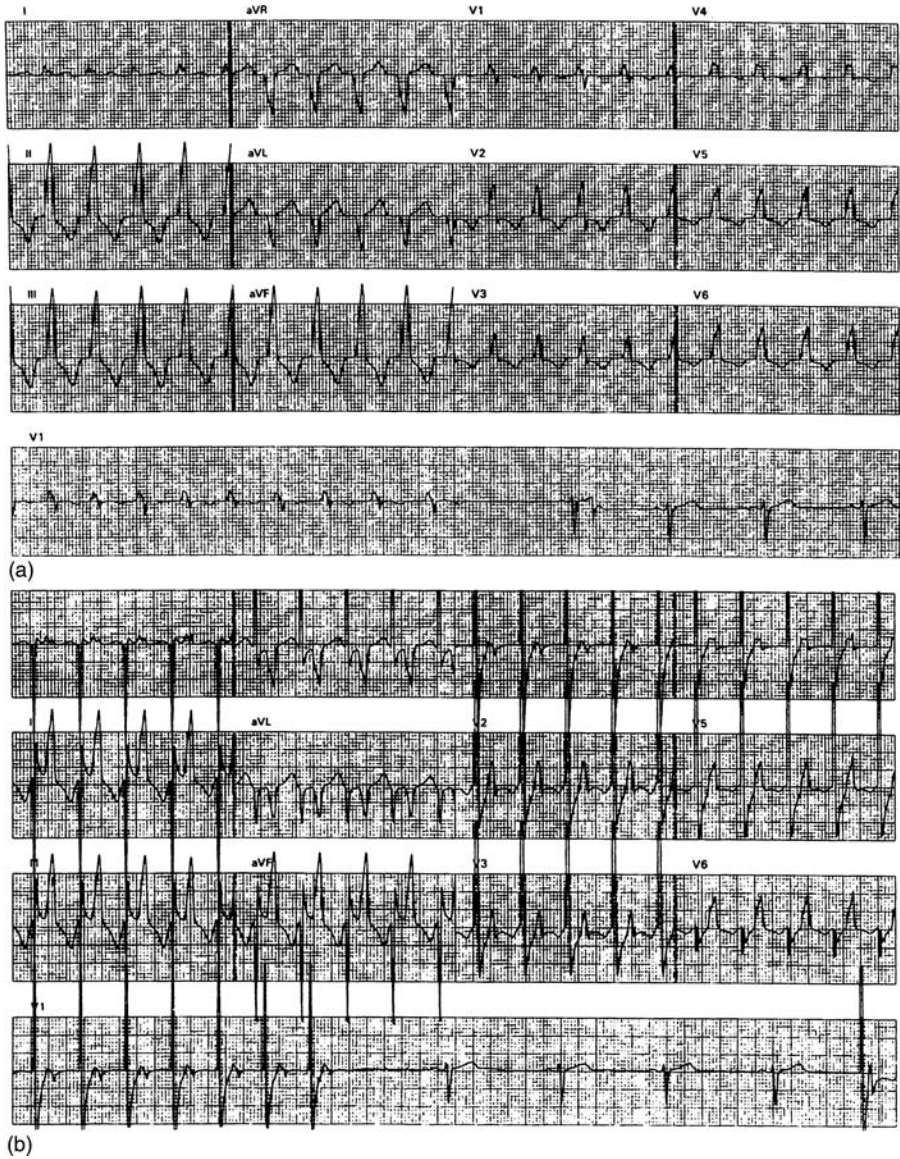 I aVR V1 V4
II aVL V2 V5
III aVF V3 V6
V1
(a)
I aVL V2 V5
aVF V3 V6
V1
(b)